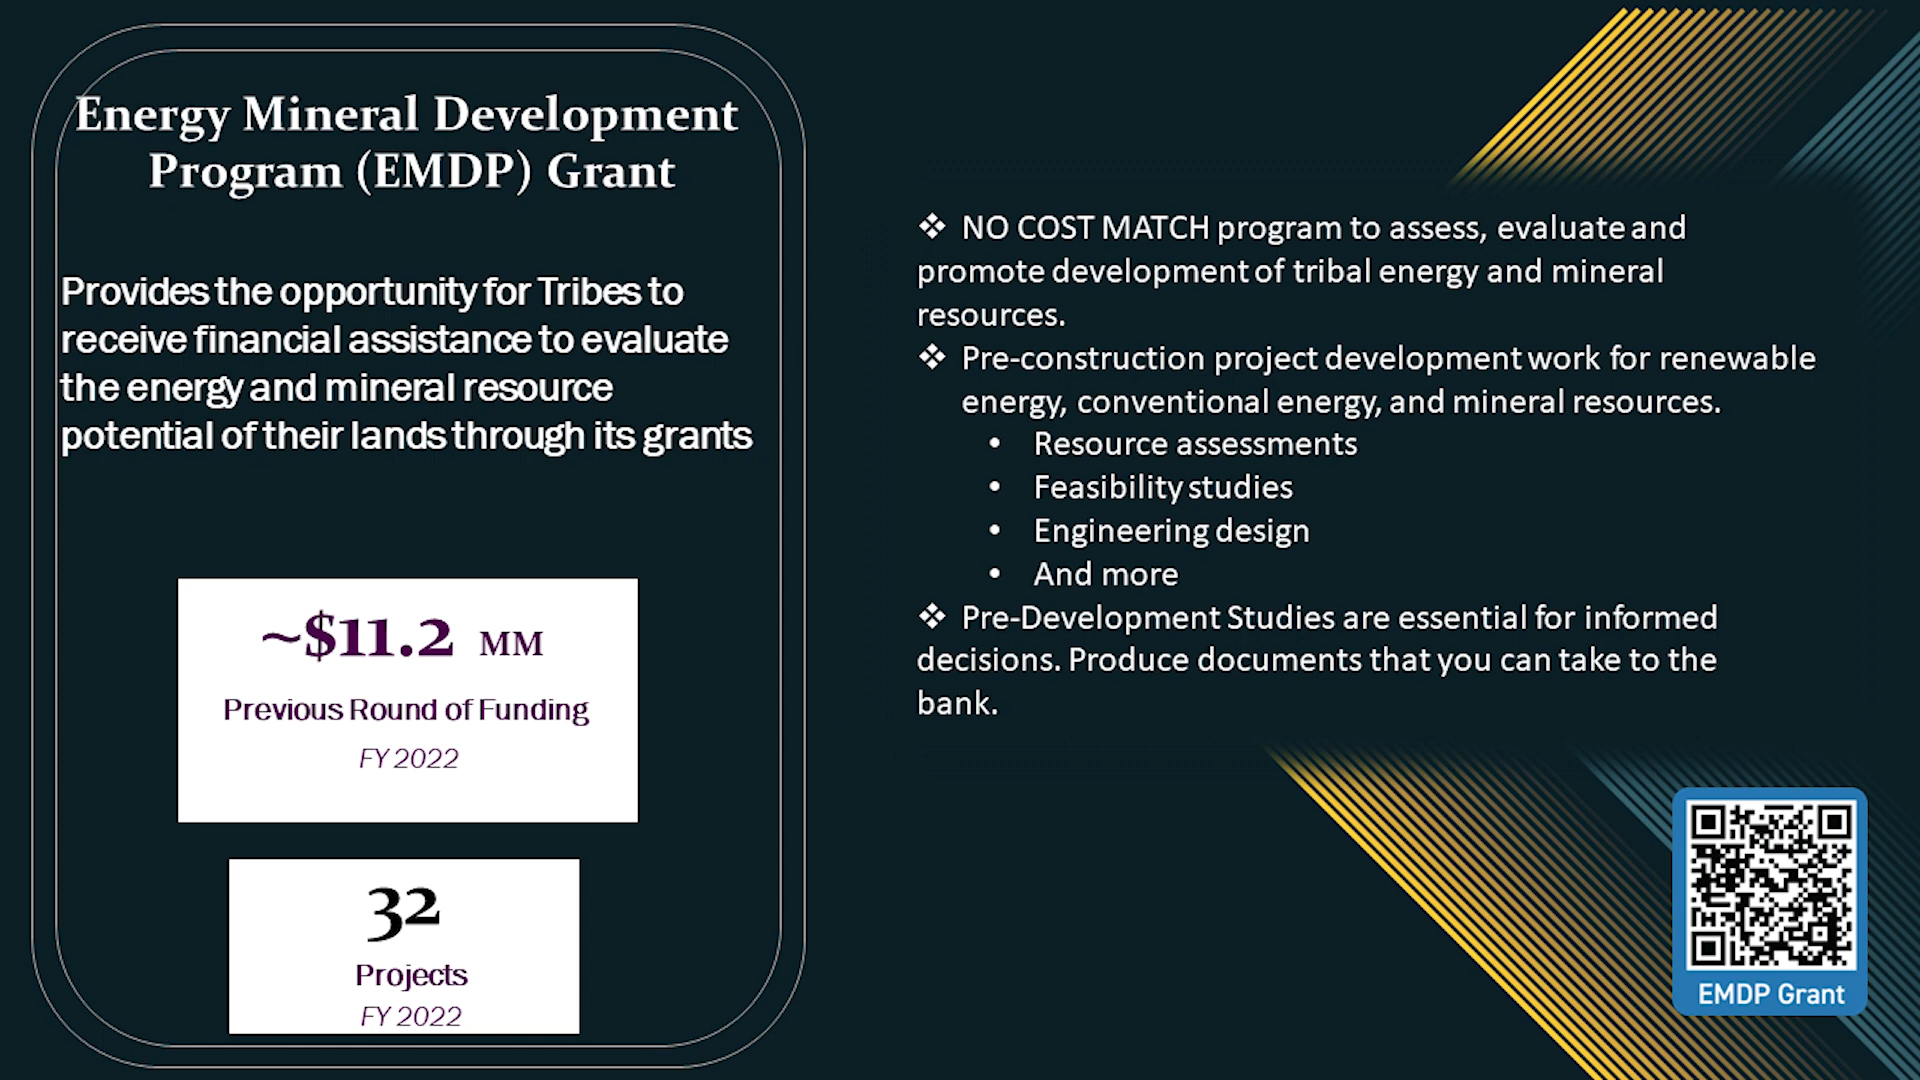 Energy Mineral Development
Program (EMDP) Grant
Provides the opportunity for Tribes to
receive financial assistance to evaluate
the energy and mineral resource
potential of their lands through its grants
~$11.2 MM
Previous Round of Funding
FY 2022
32
Projects
FY 2022
❖ NO COST MATCH program to assess, evaluate and
promote development of tribal energy and mineral
resources.
❖ Pre-construction project development work for renewable
energy, conventional energy, and mineral resources.
• Resource assessments
• Feasibility studies
• Engineering design
• And more
❖ Pre-Development Studies are essential for informed
decisions. Produce documents that you can take to the
bank.
EMDP Grant